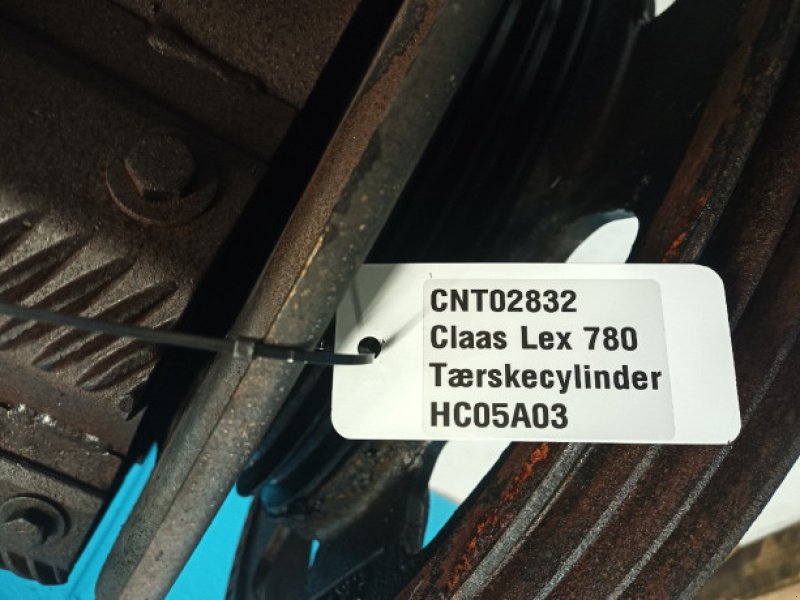 CNT02832
Claas Lex 780
Tærskecylinder
HC05A03